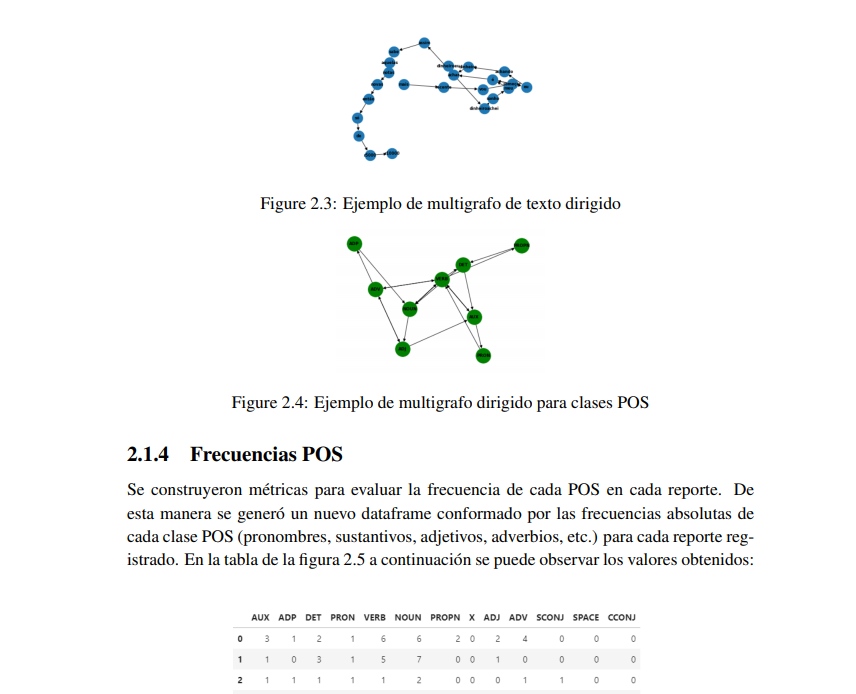 Figure 2.3: Ejemplo de multigrafo de texto dirigido
Figure 2.4: Ejemplo de multigrafo dirigido para clases POS
2.1.4 Frecuencias POS
Se construyeron métricas para evaluar la frecuencia de cada POS en cada reporte. De
esta manera se generó un nuevo dataframe conformado por las frecuencias absolutas de
cada clase POS (pronombres, sustantivos, adjetivos, adverbios, etc.) para cada reporte reg-
istrado. En la tabla de la figura 2.5 a continuación se puede observar los valores obtenidos:
AUX ADP DET PRON VERB NOUN PROPN X ADJ ADV SCONJ SPACE CCONJ
0 3 1 2 1 6 6 2 0 2 4 0 0 0
1 1 0 3 1 5 7 0 0 1 0 0 0 0
2 1 1 1 1 1 2 0 0 0 1 1 0 0